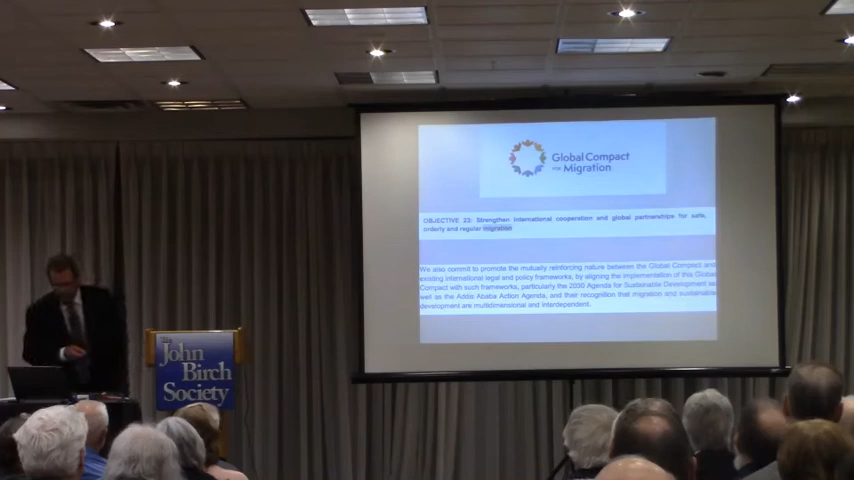 Global Compact
FOR Migration
OBJECTIVE 23: Strengthen international cooperation and global partnerships for safe,
orderly and regular migration
We also commit to promote the mutually reinforcing nature between the Global Compact and
existing international legal and policy frameworks, by aligning the implementation of this Global
Compact with such frameworks, particularly the 2030 Agenda for Sustainable Development as
well as the Addis Ababa Action Agenda, and their recognition that migration and sustainable
development are multidimensional and interdependent.
The
John
Birch
Society